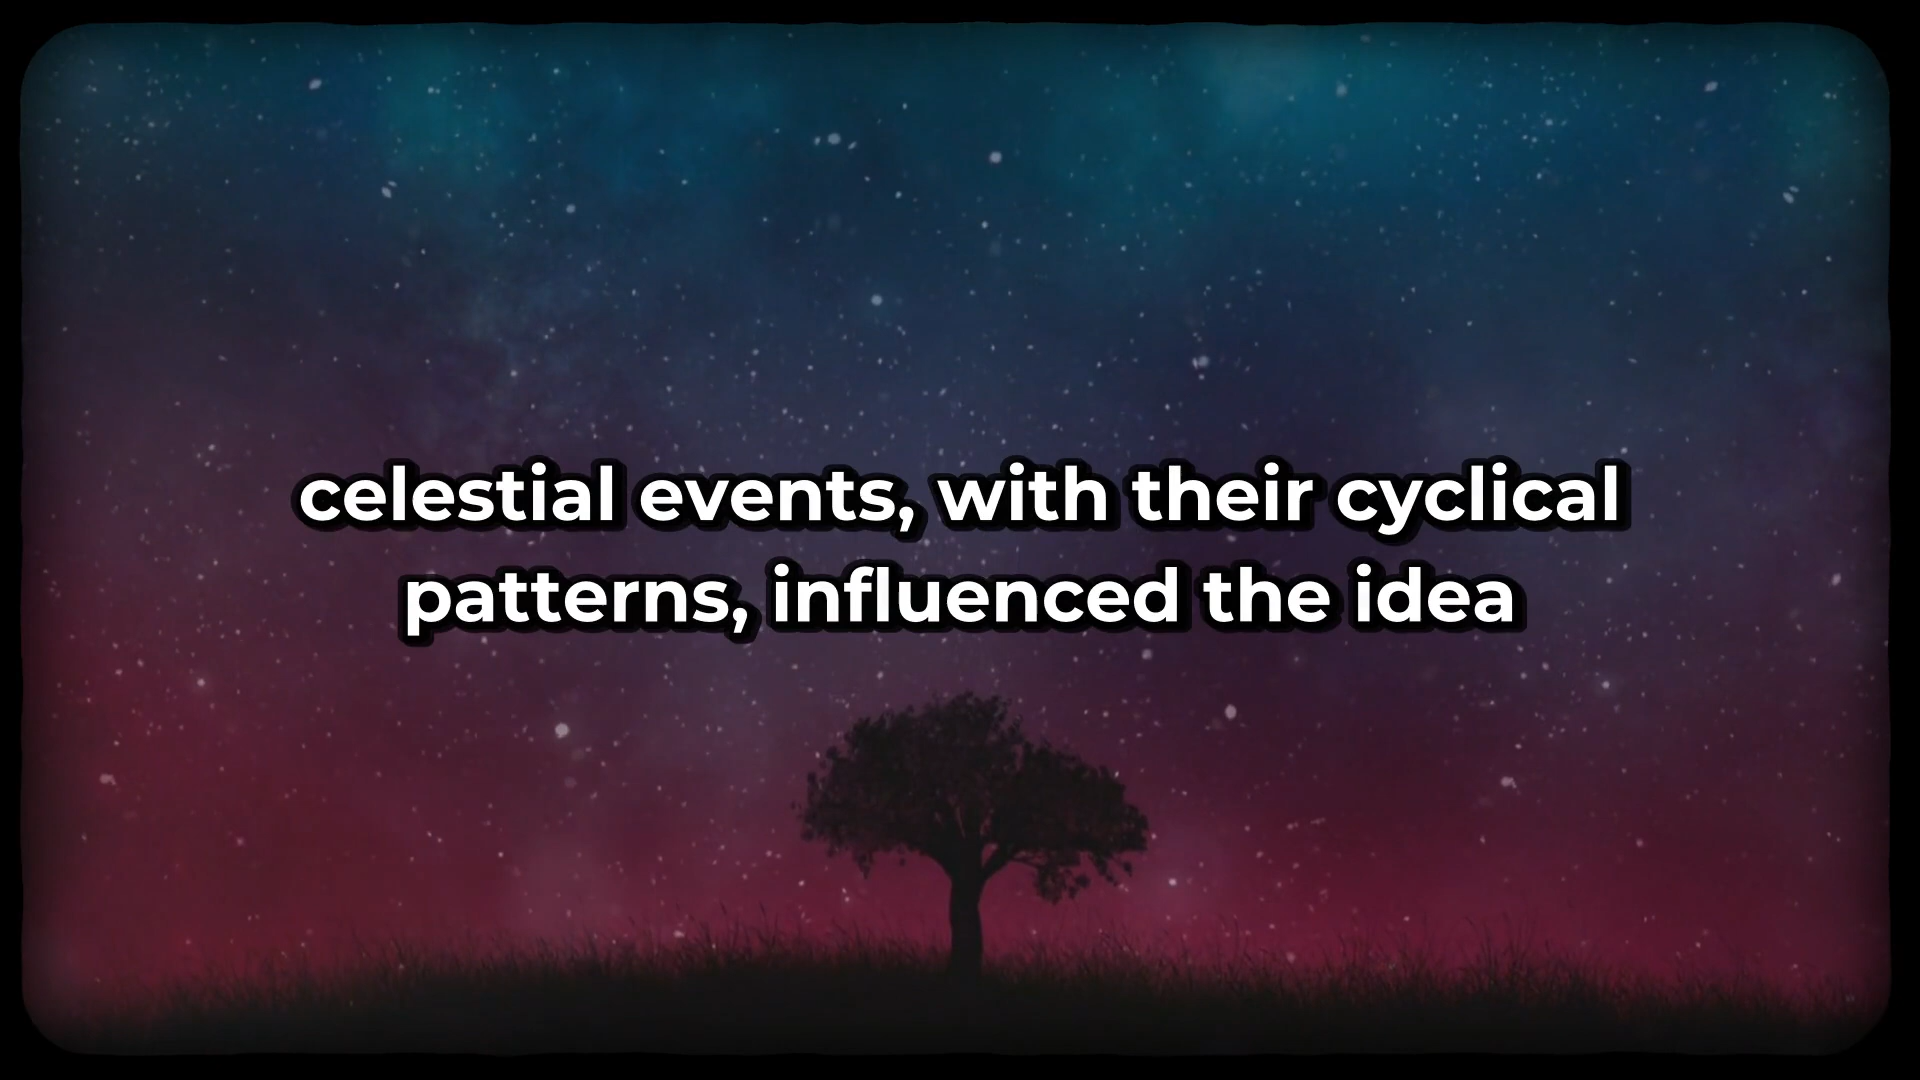 celestial events, with their cyclical
patterns, influenced the idea